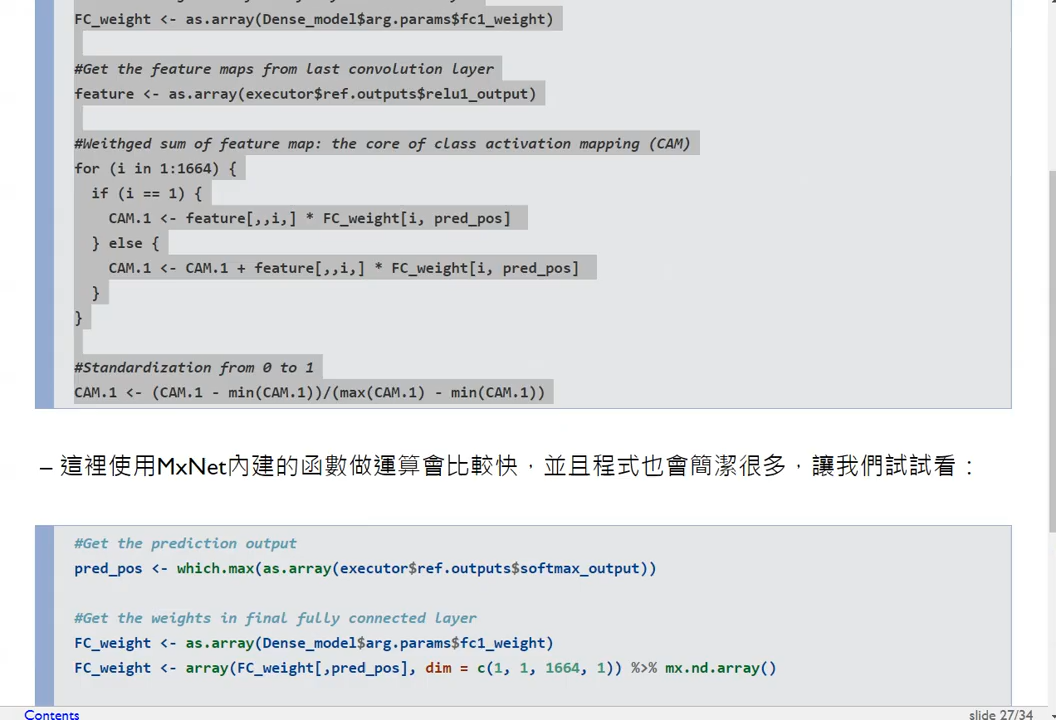 FC_weight <- as.array(Dense_model$arg.params$fc1_weight)
#Get the feature maps from last convolution layer
feature <- as.array(executor$ref.outputs$relu1_output)
#Weithged sum of feature map: the core of class activation mapping (CAM)
for (i in 1:1664) {
  if (i == 1) {
    CAM.1 <- feature[,,i,] * FC_weight[i, pred_pos]
  } else {
    CAM.1 <- CAM.1 + feature[,,i,] * FC_weight[i, pred_pos]
  }
}
#Standardization from 0 to 1
CAM.1 <- (CAM.1 - min(CAM.1))/(max(CAM.1) - min(CAM.1))
– 這裡使用MxNet內建的函數做運算會比較快，並且程式也會簡潔很多，讓我們試試看：
#Get the prediction output
pred_pos <- which.max(as.array(executor$ref.outputs$softmax_output))
#Get the weights in final fully connected layer
FC_weight <- as.array(Dense_model$arg.params$fc1_weight)
FC_weight <- array(FC_weight[,pred_pos], dim = c(1, 1, 1664, 1)) %>% mx.nd.array()
Contents
slide 27/34